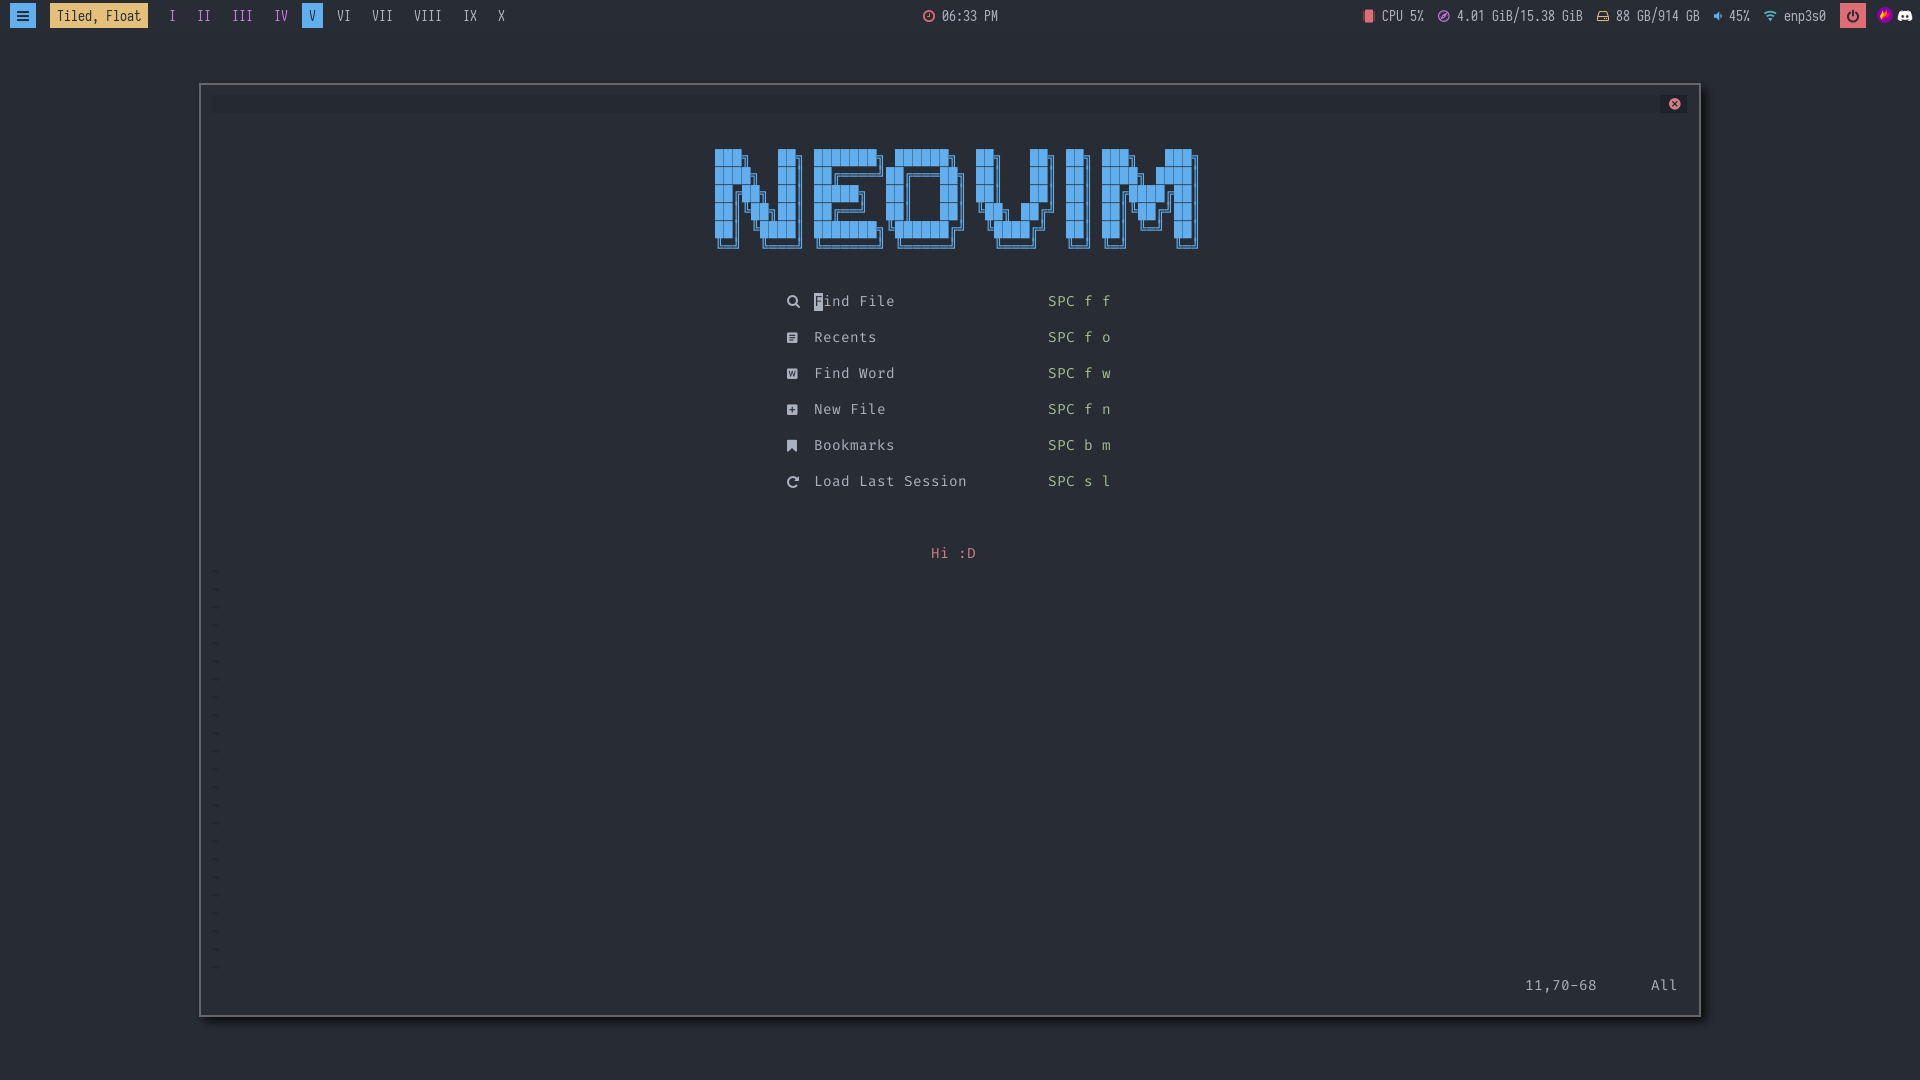 Tiled, Float I II III IV V VI VII VIII IX X 06:33 PM CPU 5% 4.01 GiB/15.38 GiB 88 GB/914 GB 45% enp3s0
NEOVIM
Find File SPC f f
Recents SPC f o
Find Word SPC f w
New File SPC f n
Bookmarks SPC b m
Load Last Session SPC s l
Hi :D
11,70-68 All